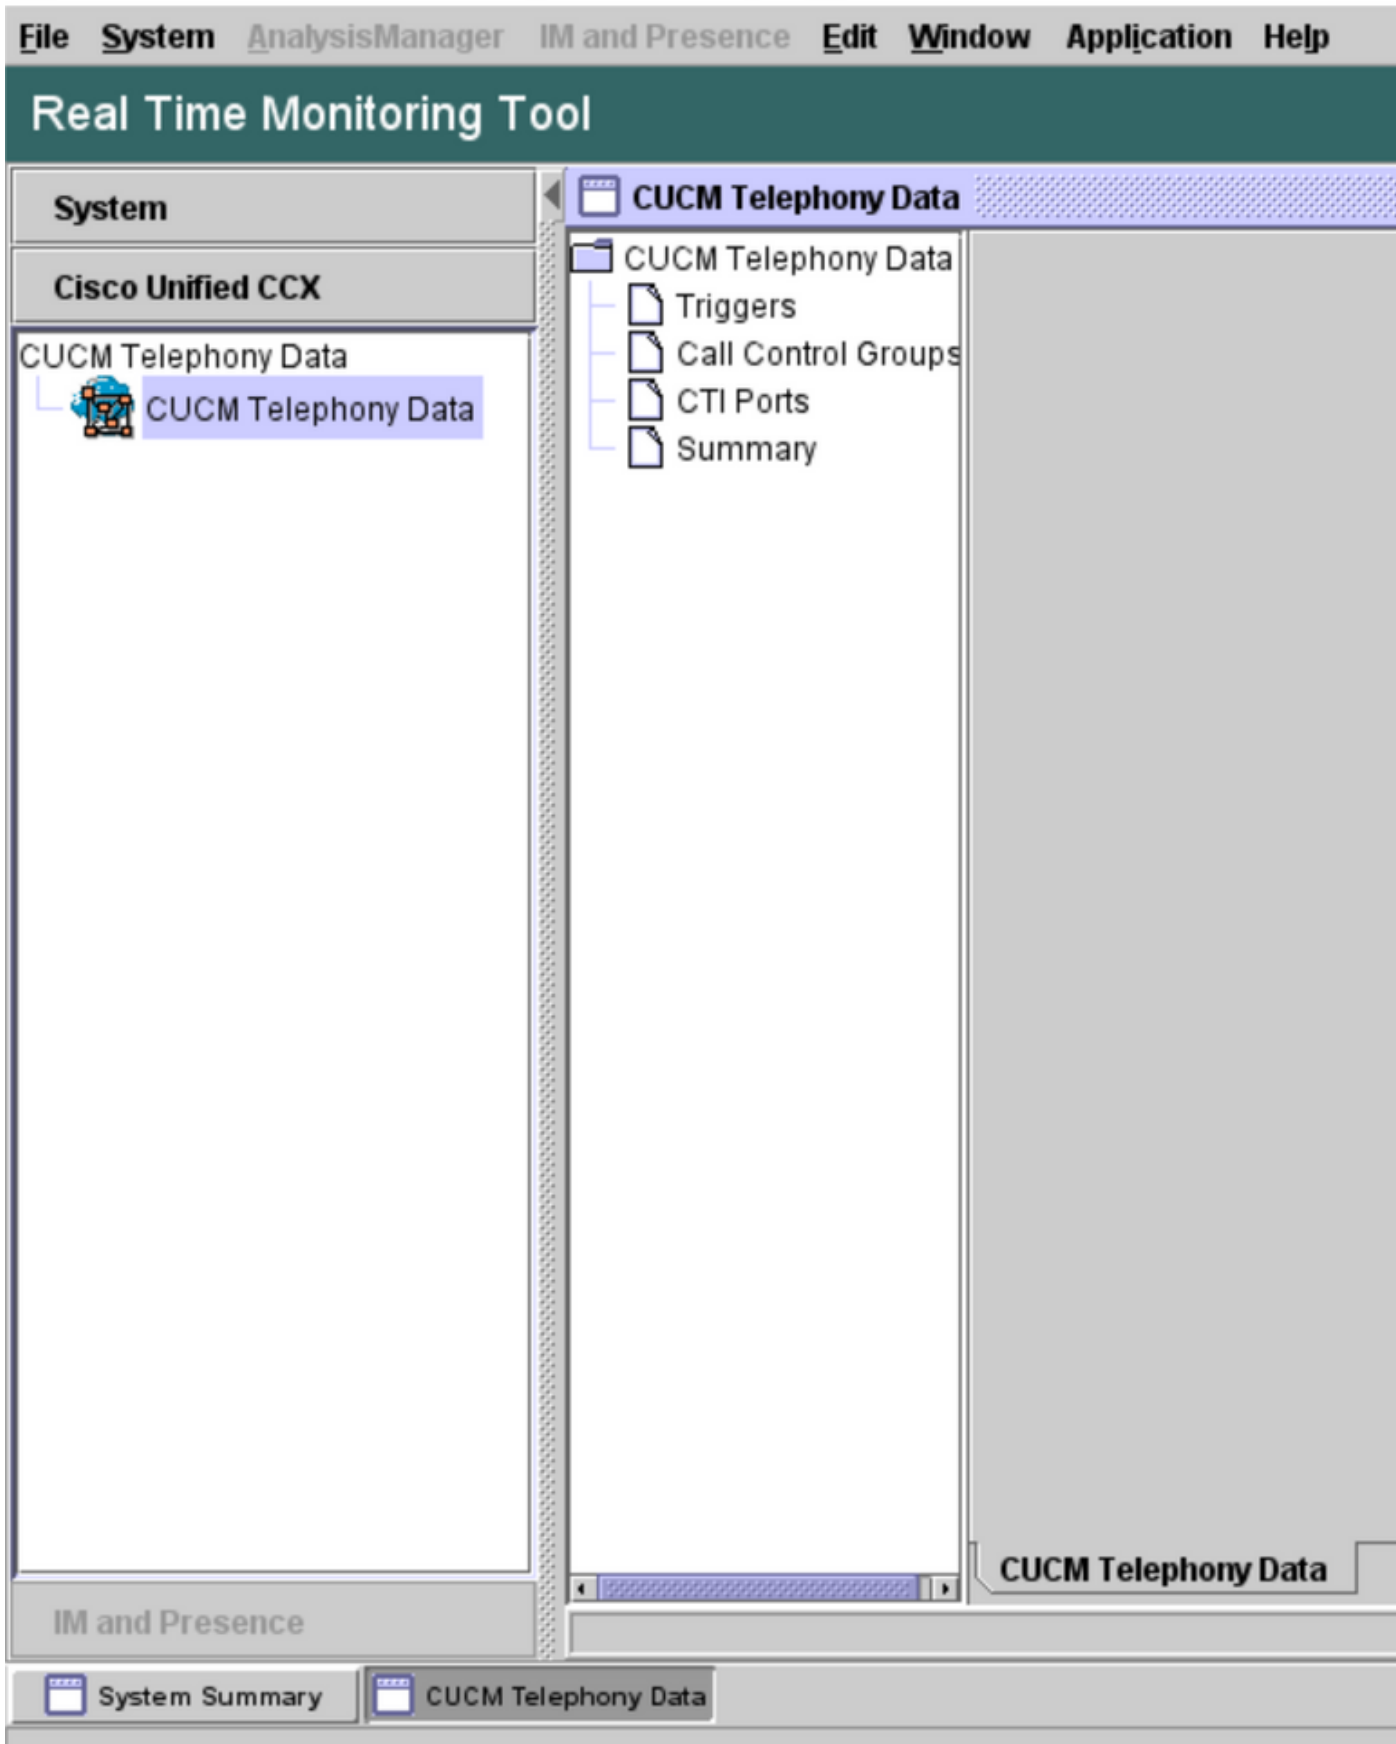 File System AnalysisManager IM and Presence Edit Window Application Help
Real Time Monitoring Tool
System
Cisco Unified CCX
CUCM Telephony Data
CUCM Telephony Data
IM and Presence
CUCM Telephony Data
CUCM Telephony Data
Triggers
Call Control Groups
CTI Ports
Summary
CUCM Telephony Data
System Summary CUCM Telephony Data